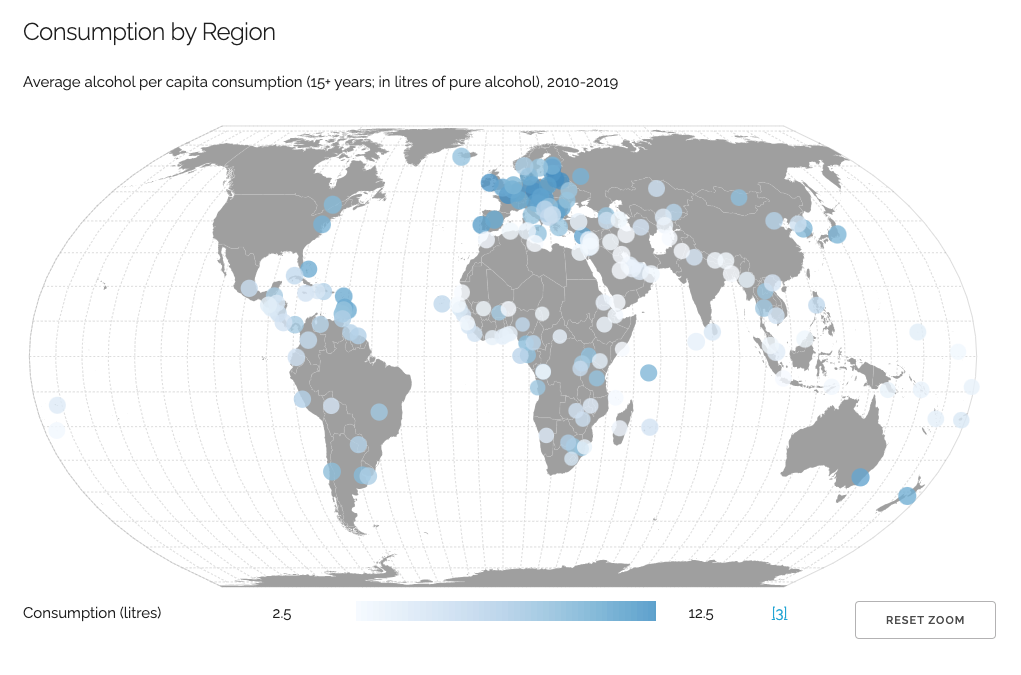 Consumption by Region
Average alcohol per capita consumption (15+ years; in litres of pure alcohol), 2010-2019
Consumption (litres) 2.5 12.5 [3] RESET ZOOM